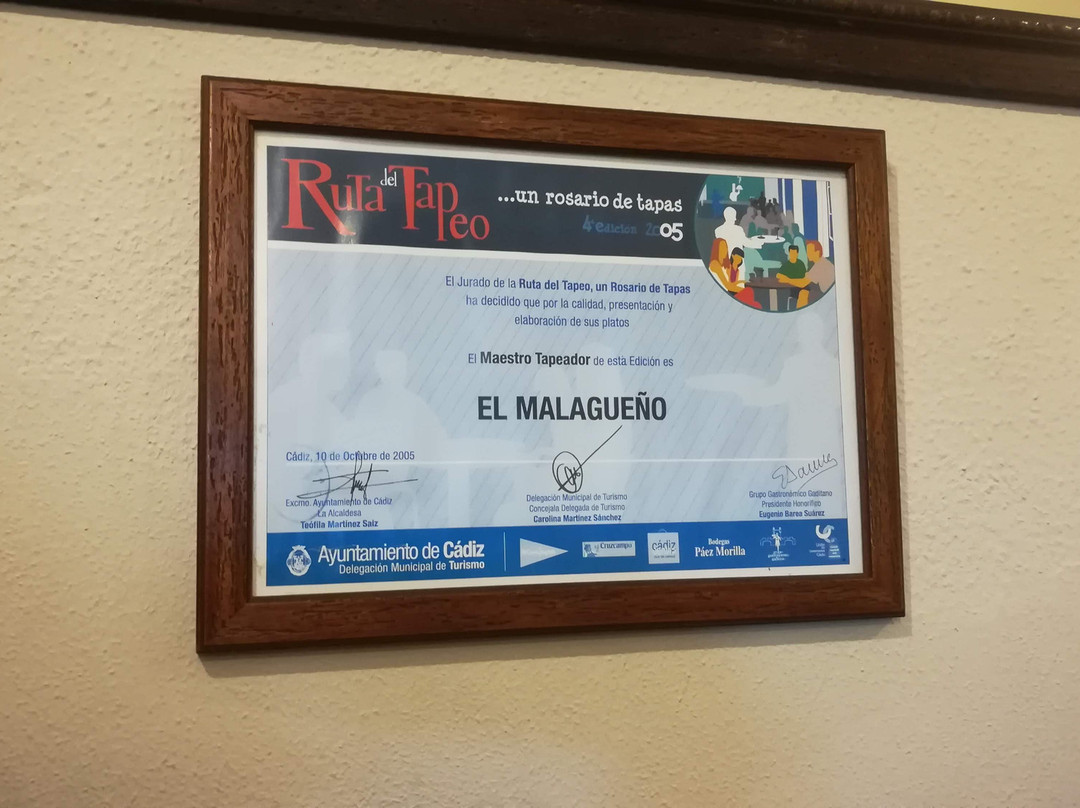 Ruta del Tapeo
...un rosario de tapas
4ª edición 2005
El Jurado de la Ruta del Tapeo, un Rosario de Tapas
ha decidido que por la calidad, presentación y
elaboración de sus platos
El Maestro Tapeador de esta Edición es
EL MALAGUEÑO
Cádiz, 10 de Octubre de 2005
Excmo. Ayuntamiento de Cádiz
La Alcaldesa
Teófila Martínez Saiz
Delegación Municipal de Turismo
Concejala Delegada de Turismo
Carolina Martínez Sánchez
Grupo Gastronómico Gaditano
Presidente Honorífico
Eugenio Barea Suárez
Ayuntamiento de Cádiz
Delegación Municipal de Turismo
Cruzcampo
cádiz
Bodegas
Páez Morilla